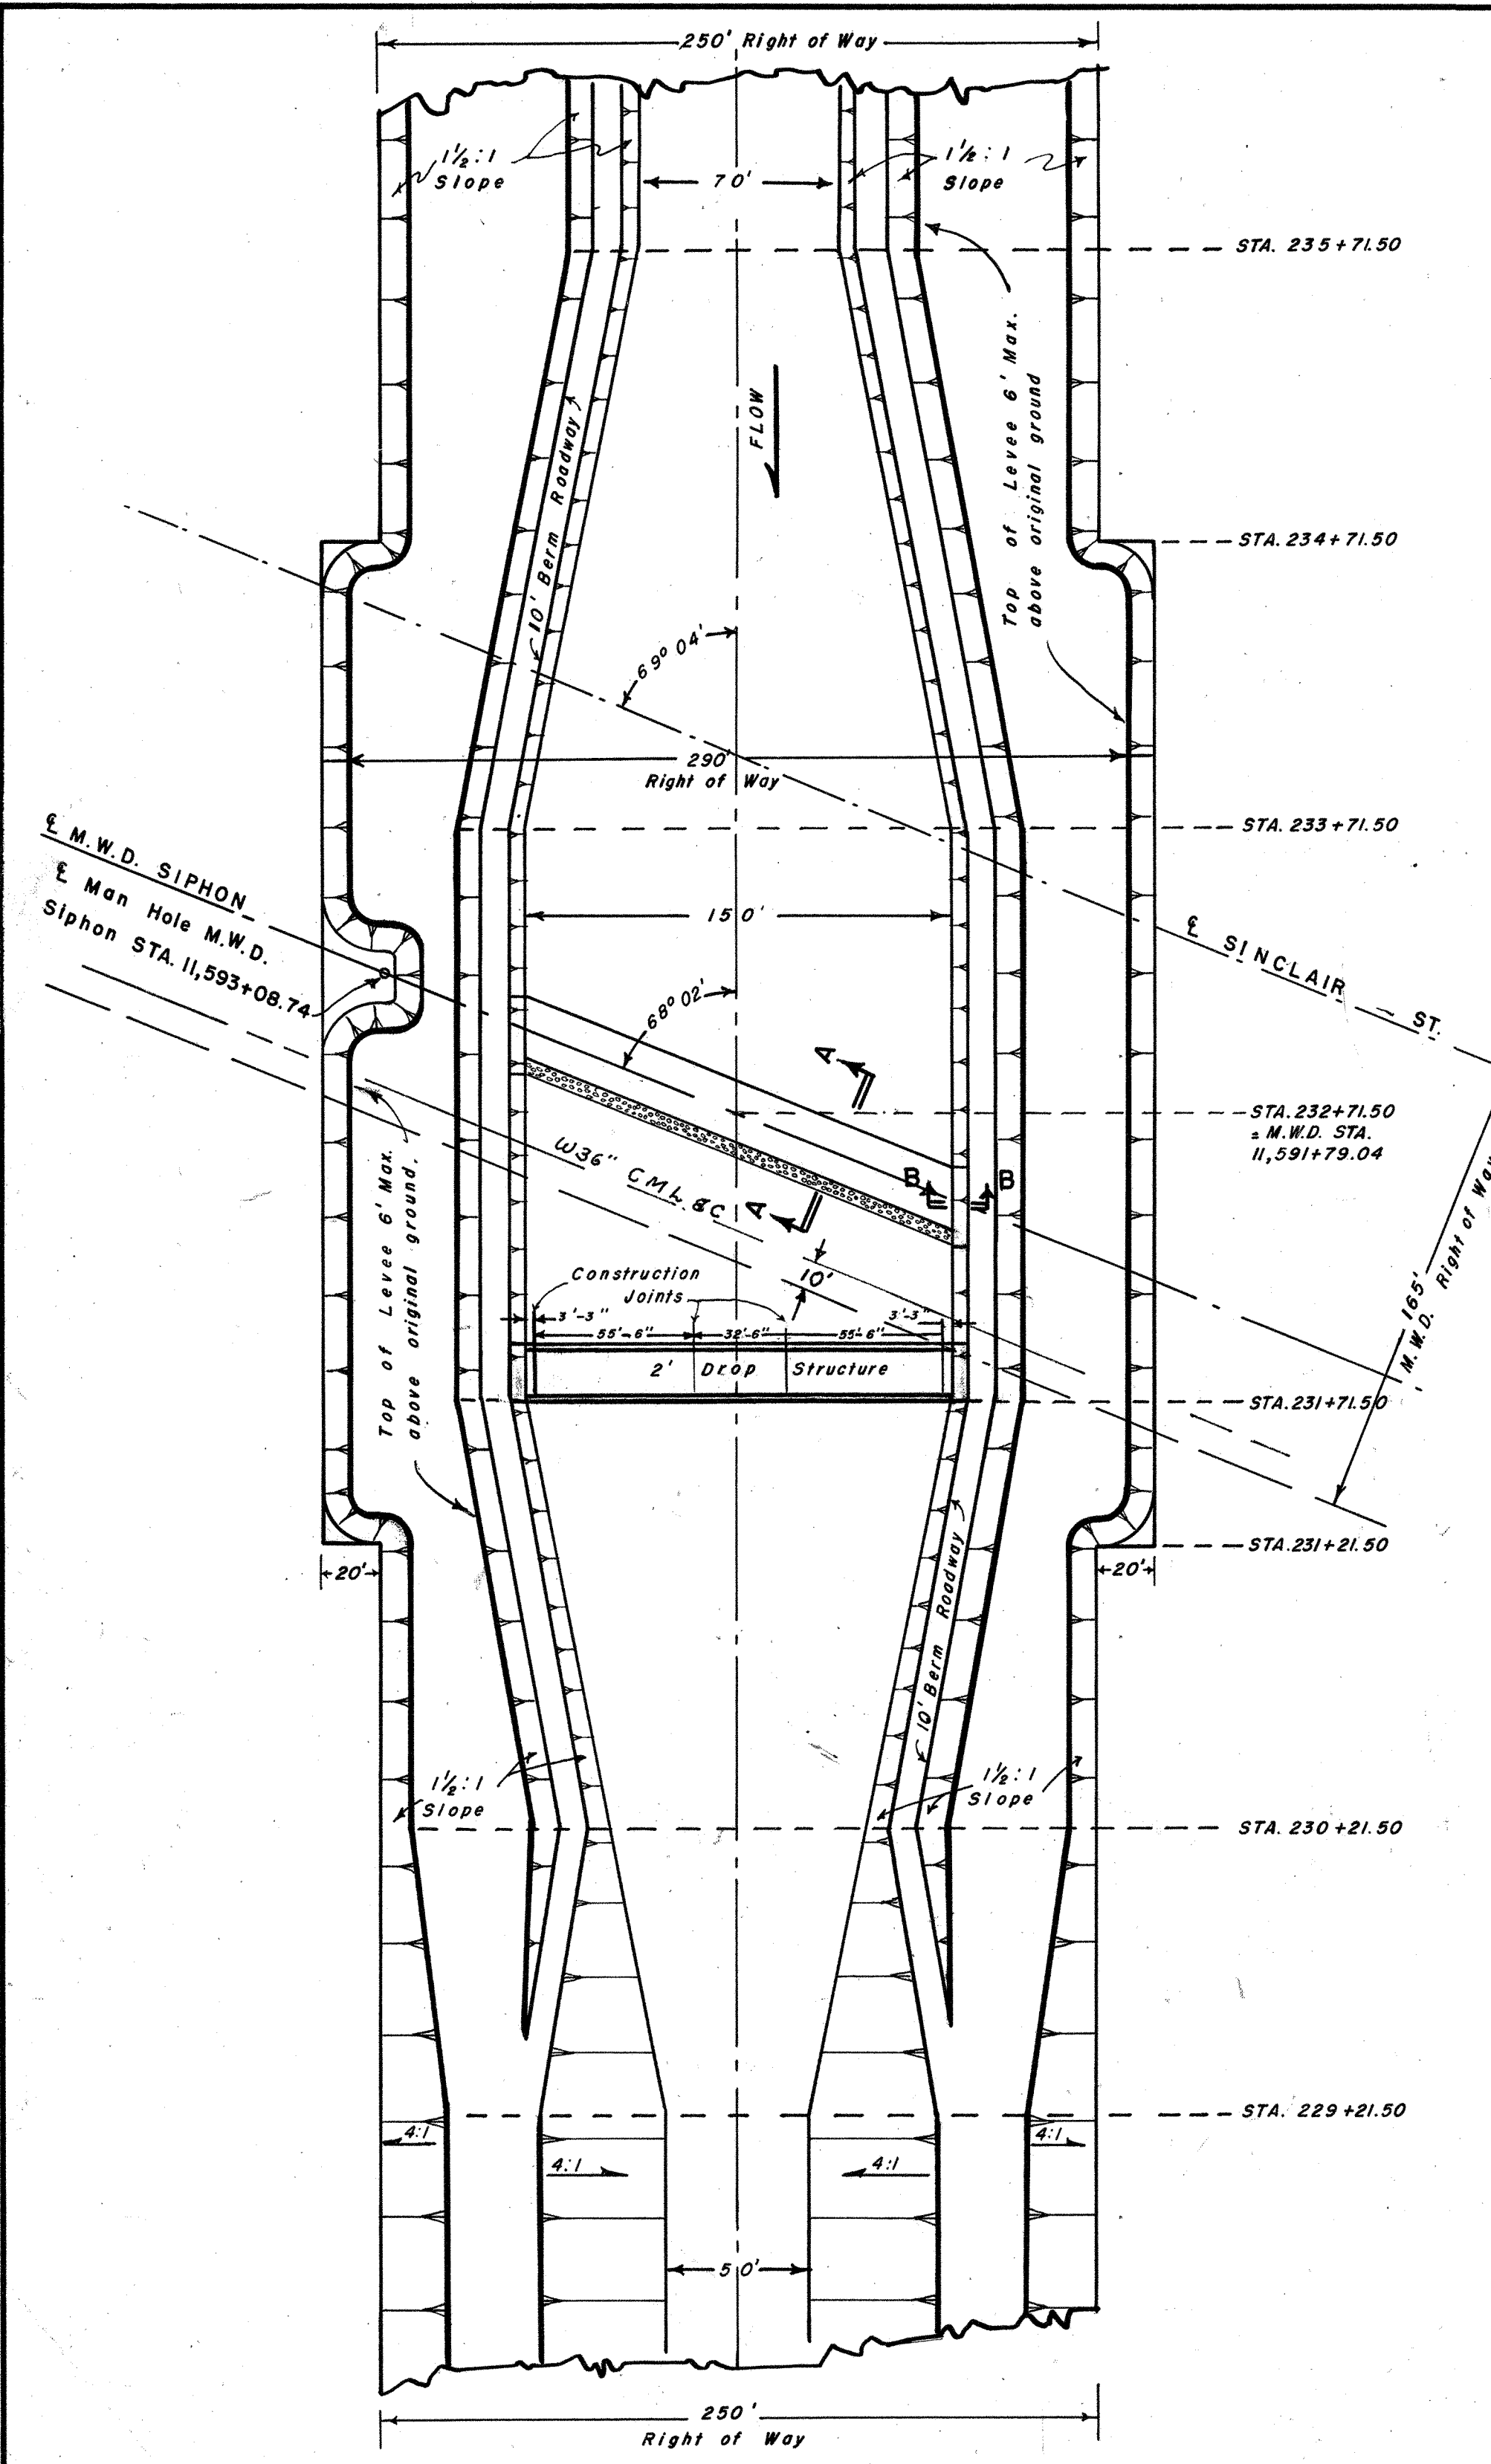 250' Right of Way
1½:1
Slope
70'
1½:1
Slope
STA. 235+71.50
10' Berm Roadway
FLOW
Top of Levee 6' Max.
above original ground
STA. 234+71.50
69° 04'
290'
Right of Way
STA. 233+71.50
℄ M.W.D. SIPHON
℄ Man Hole M.W.D.
Siphon STA. 11,593+08.74
150'
℄ SINCLAIR ST.
68° 02'
A
STA. 232+71.50
= M.W.D. STA.
11,591+79.04
W36" CML &C
B
B
A
165'
M.W.D. Right of Way
Top of Levee 6' Max.
above original ground.
10'
Construction
Joints
3'-3"
3'-3"
55'-6"
32'-6"
55'-6"
2' Drop Structure
STA. 231+71.50
STA. 231+21.50
20'
20'
10' Berm Roadway
1½:1
Slope
1½:1
Slope
STA. 230+21.50
STA. 229+21.50
4:1
4:1
4:1
4:1
50'
250'
Right of Way